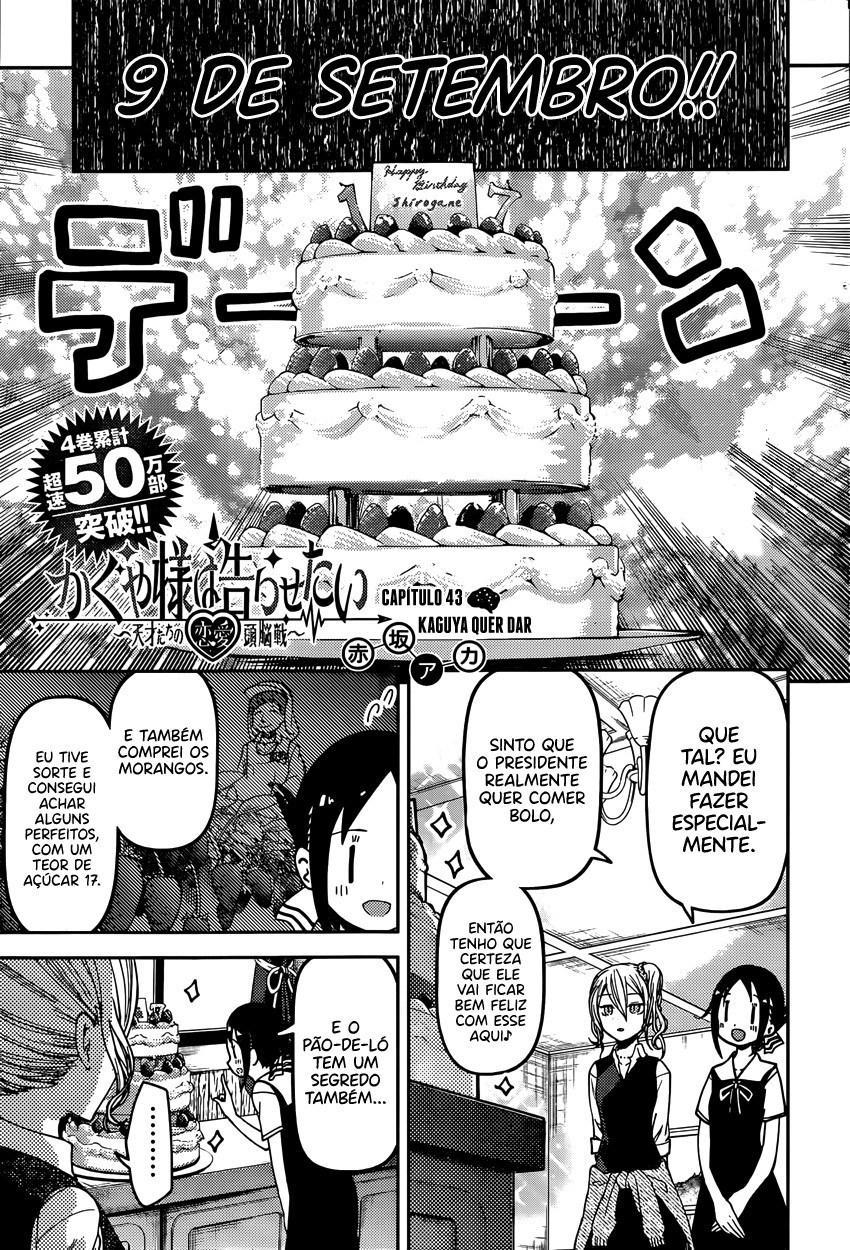 9 DE SETEMBRO!!
Happy
Birthday
Shirogane
17
デーン
4巻累計
超速50万部
突破!!
かぐや様は告らせたい
～天才たちの恋愛頭脳戦～
CAPÍTULO 43
KAGUYA QUER DAR
赤坂アカ
QUE
TAL? EU
MANDEI
FAZER
ESPECIAL-
MENTE.
SINTO QUE
O PRESIDENTE
REALMENTE
QUER COMER
BOLO,
ENTÃO
TENHO QUE
CERTEZA
QUE ELE
VAI FICAR
BEM FELIZ
COM ESSE
AQUI♪
E TAMBÉM
COMPREI OS
MORANGOS.
EU TIVE
SORTE E
CONSEGUI
ACHAR
ALGUNS
PERFEITOS,
COM UM
TEOR DE
AÇÚCAR 17.
E O
PÃO-DE-LÓ
TEM UM
SEGREDO
TAMBÉM...
........